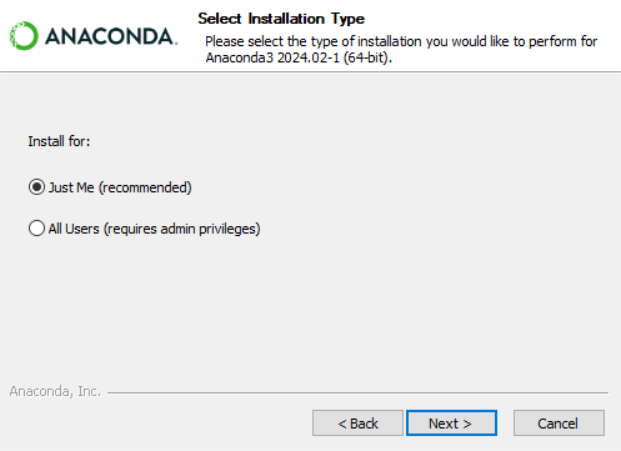 ANACONDA.
Select Installation Type
Please select the type of installation you would like to perform for
Anaconda3 2024.02-1 (64-bit).
Install for:
Just Me (recommended)
All Users (requires admin privileges)
Anaconda, Inc.
< Back
Next >
Cancel